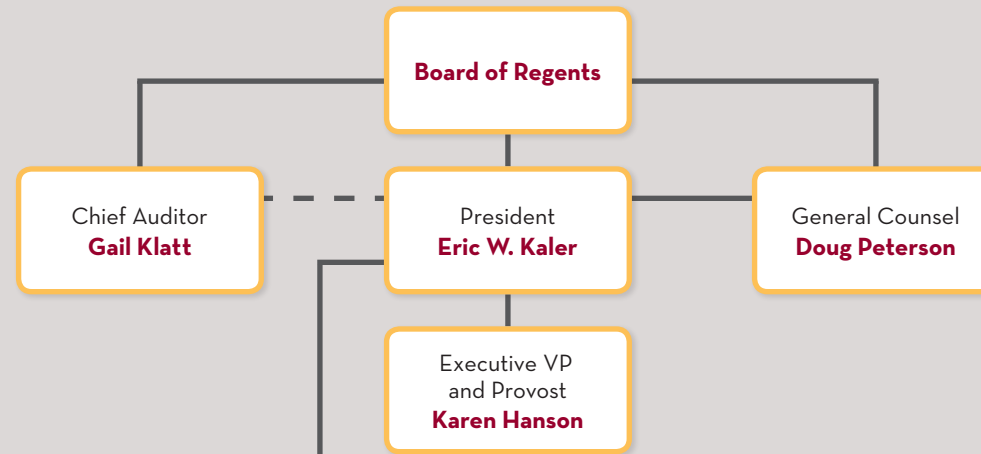 Board of Regents
Chief Auditor
Gail Klatt
President
Eric W. Kaler
General Counsel
Doug Peterson
Executive VP
and Provost
Karen Hanson